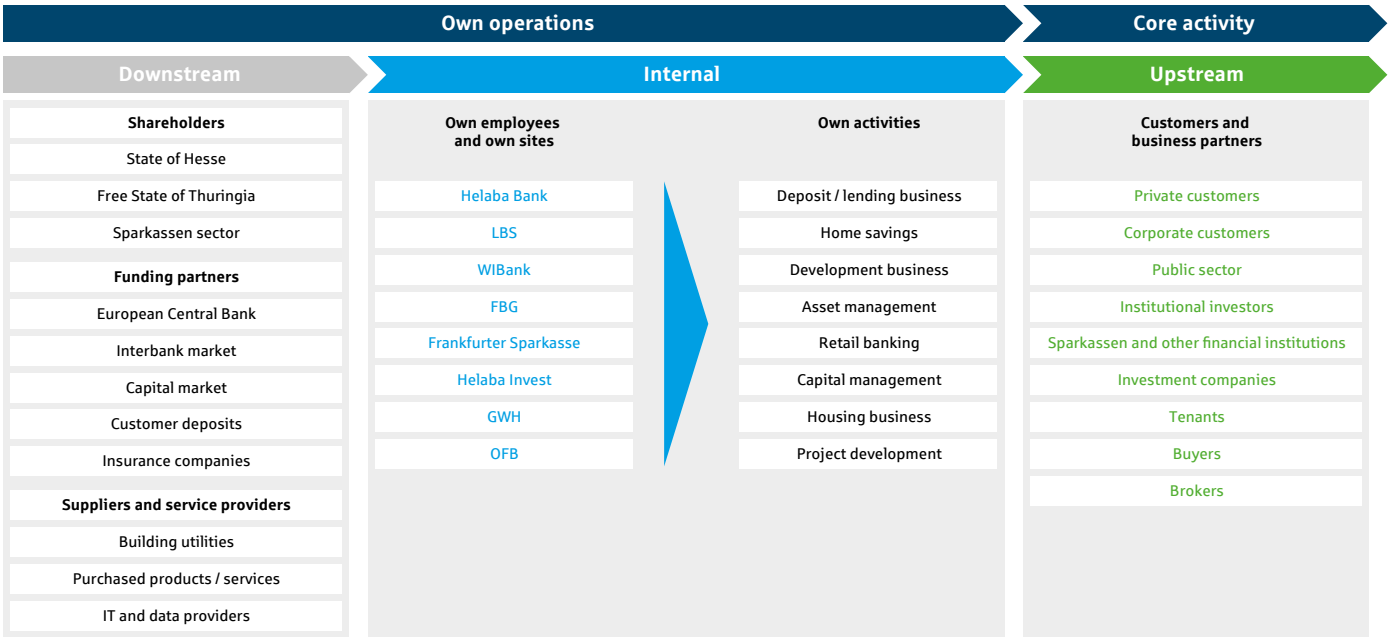 Own operations
Core activity
Downstream
Internal
Upstream
Shareholders
State of Hesse
Free State of Thuringia
Sparkassen sector
Funding partners
European Central Bank
Interbank market
Capital market
Customer deposits
Insurance companies
Suppliers and service providers
Building utilities
Purchased products / services
IT and data providers
Own employees
and own sites
Helaba Bank
LBS
WIBank
FBG
Frankfurter Sparkasse
Helaba Invest
GWH
OFB
Own activities
Deposit / lending business
Home savings
Development business
Asset management
Retail banking
Capital management
Housing business
Project development
Customers and
business partners
Private customers
Corporate customers
Public sector
Institutional investors
Sparkassen and other financial institutions
Investment companies
Tenants
Buyers
Brokers